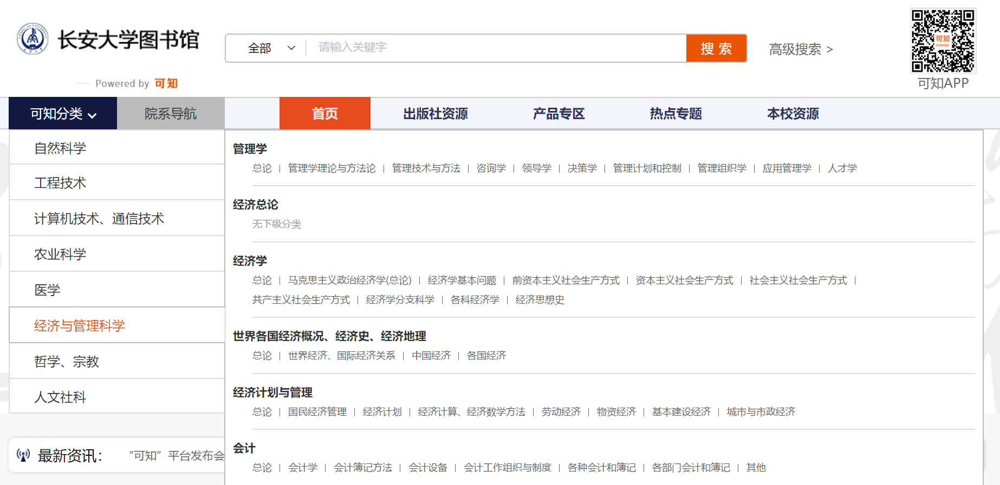 长安大学图书馆
Powered by 可知
全部
请输入关键字
搜 索
高级搜索 >
可知
Keledge
可知APP
可知分类
院系导航
首页
出版社资源
产品专区
热点专题
本校资源
自然科学
工程技术
计算机技术、通信技术
农业科学
医学
经济与管理科学
哲学、宗教
人文社科
管理学
总论 | 管理学理论与方法论 | 管理技术与方法 | 咨询学 | 领导学 | 决策学 | 管理计划和控制 | 管理组织学 | 应用管理学 | 人才学
经济总论
无下级分类
经济学
总论 | 马克思主义政治经济学(总论) | 经济学基本问题 | 前资本主义社会生产方式 | 资本主义社会生产方式 | 社会主义社会生产方式 |
共产主义社会生产方式 | 经济学分支科学 | 各科经济学 | 经济思想史
世界各国经济概况、经济史、经济地理
总论 | 世界经济、国际经济关系 | 中国经济 | 各国经济
经济计划与管理
总论 | 国民经济管理 | 经济计划 | 经济计算、经济数学方法 | 劳动经济 | 物资经济 | 基本建设经济 | 城市与市政经济
会计
总论 | 会计学 | 会计簿记方法 | 会计设备 | 会计工作组织与制度 | 各种会计和簿记 | 各部门会计和簿记 | 其他
最新资讯： “可知”平台发布会